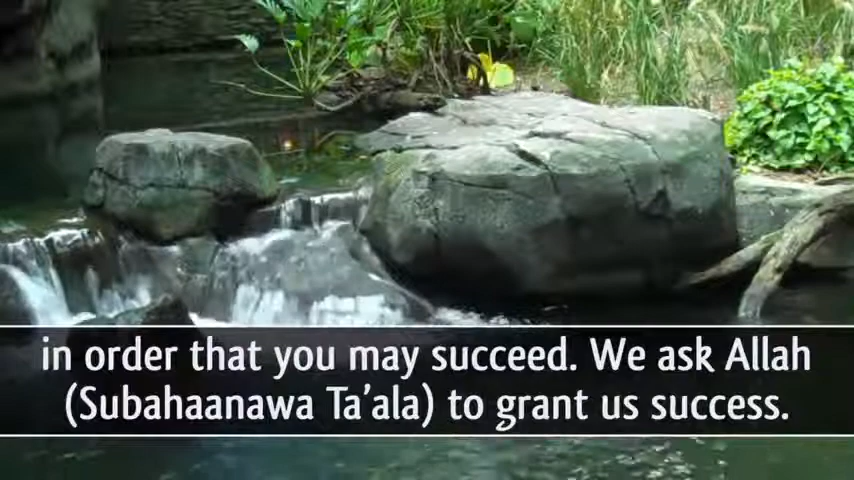 in order that you may succeed. We ask Allah
(Subahaanawa Ta’ala) to grant us success.